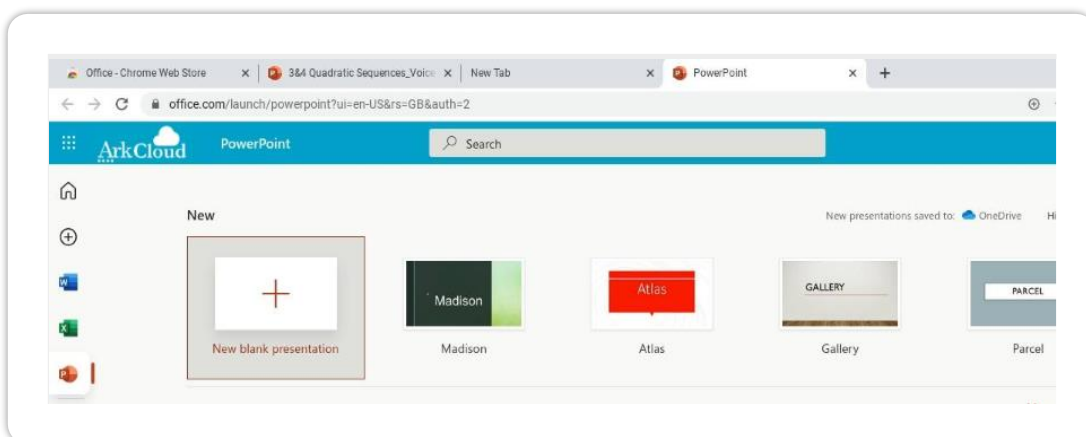 Office - Chrome Web Store
3&4 Quadratic Sequences_Voice
New Tab
PowerPoint
office.com/launch/powerpoint?ui=en-US&rs=GB&auth=2
ArkCloud
PowerPoint
Search
New
New presentations saved to: OneDrive
Madison
Atlas
GALLERY
PARCEL
New blank presentation
Madison
Atlas
Gallery
Parcel